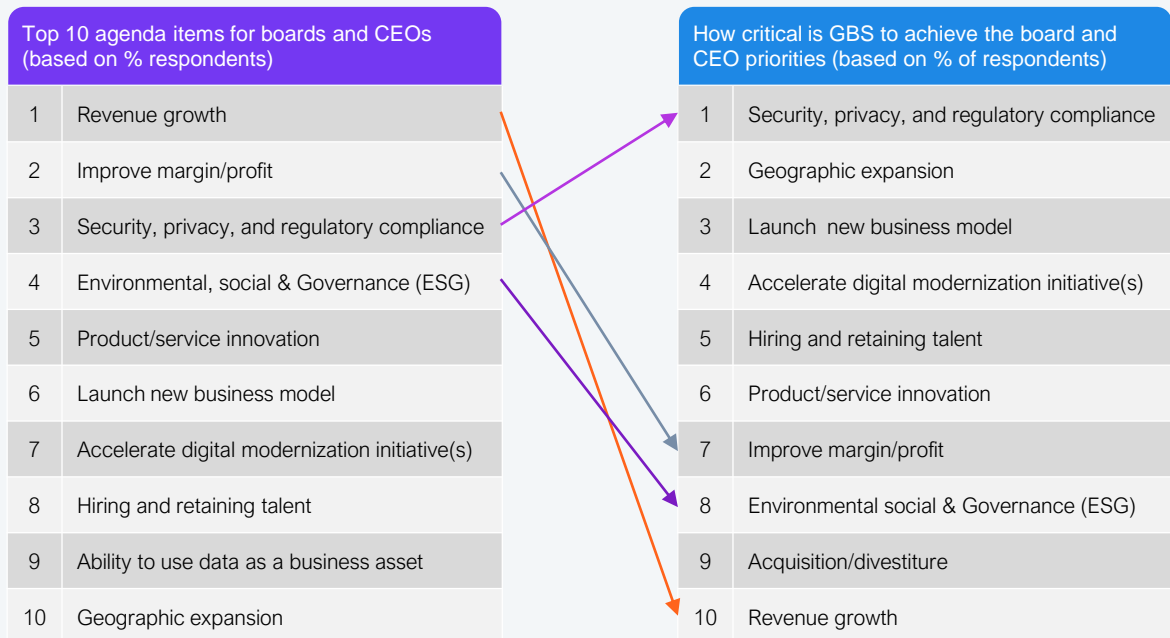 Top 10 agenda items for boards and CEOs
(based on % respondents)
1 Revenue growth
2 Improve margin/profit
3 Security, privacy, and regulatory compliance
4 Environmental, social & Governance (ESG)
5 Product/service innovation
6 Launch new business model
7 Accelerate digital modernization initiative(s)
8 Hiring and retaining talent
9 Ability to use data as a business asset
10 Geographic expansion
How critical is GBS to achieve the board and
CEO priorities (based on % of respondents)
1 Security, privacy, and regulatory compliance
2 Geographic expansion
3 Launch new business model
4 Accelerate digital modernization initiative(s)
5 Hiring and retaining talent
6 Product/service innovation
7 Improve margin/profit
8 Environmental social & Governance (ESG)
9 Acquisition/divestiture
10 Revenue growth